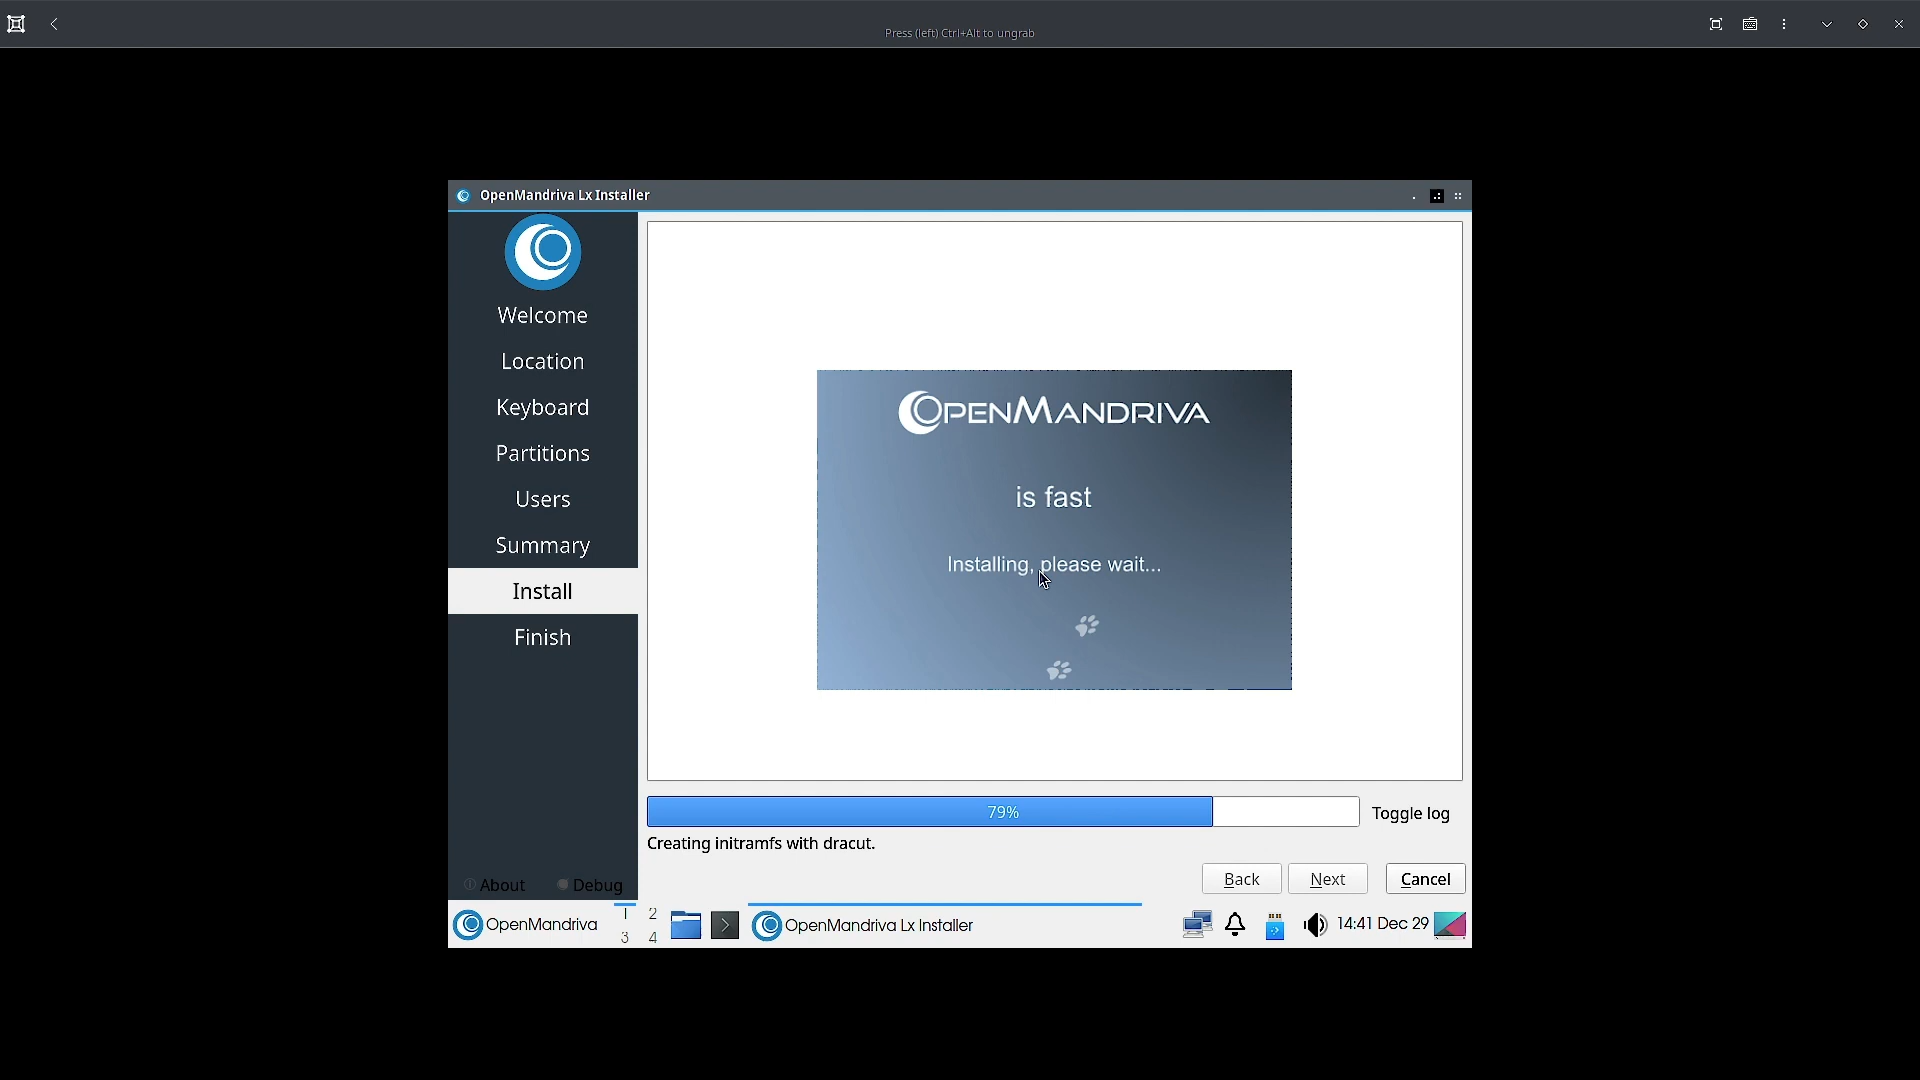 Press (left) Ctrl+Alt to ungrab
OpenMandriva Lx Installer
Welcome
Location
Keyboard
Partitions
Users
Summary
Install
Finish
About
Debug
OPENMANDRIVA
is fast
Installing, please wait...
79%
Toggle log
Creating initramfs with dracut.
Back
Next
Cancel
OpenMandriva
1 2
3 4
OpenMandriva Lx Installer
14:41 Dec 29